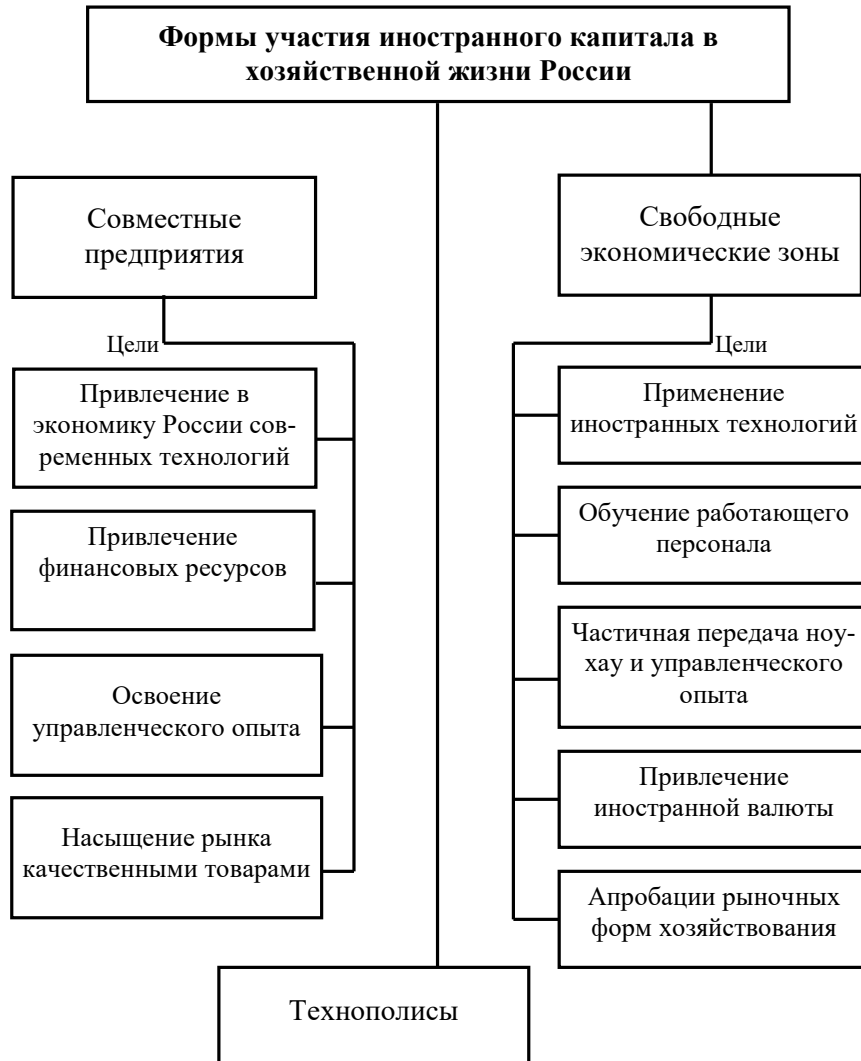 Формы участия иностранного капитала в
хозяйственной жизни России
Совместные
предприятия
Цели
Привлечение в
экономику России сов-
ременных технологий
Привлечение
финансовых ресурсов
Освоение
управленческого опыта
Насыщение рынка
качественными товарами
Свободные
экономические зоны
Цели
Применение
иностранных технологий
Обучение работающего
персонала
Частичная передача ноу-
хау и управленческого
опыта
Привлечение
иностранной валюты
Апробации рыночных
форм хозяйствования
Технополисы